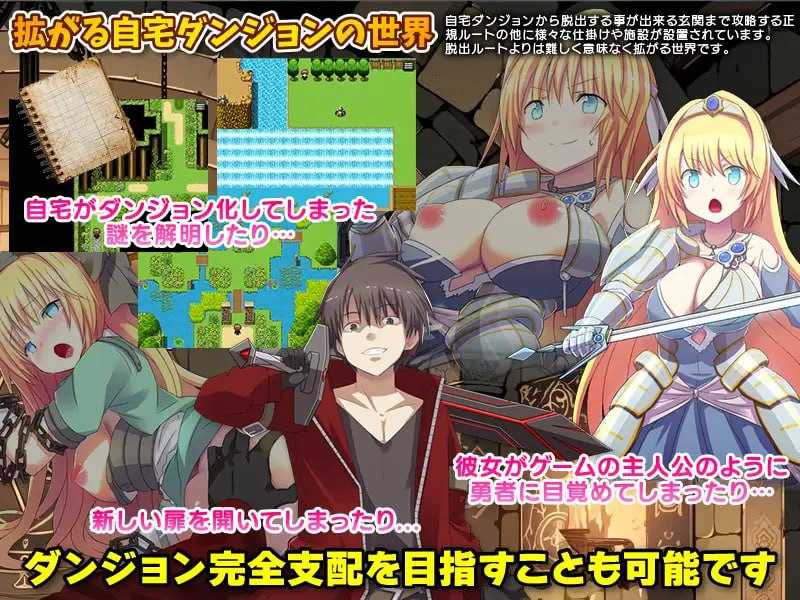 拡がる自宅ダンジョンの世界
自宅ダンジョンから脱出する事が出来る玄関まで攻略する正
規ルートの他に様々な仕掛けや施設が設置されています。
脱出ルートよりは難しく意味なく拡がる世界です。
自宅がダンジョン化してしまった
謎を解明したり…
彼女がゲームの主人公のように
勇者に目覚めてしまったり…
新しい扉を開いてしまったり…
ダンジョン完全支配を目指すことも可能です